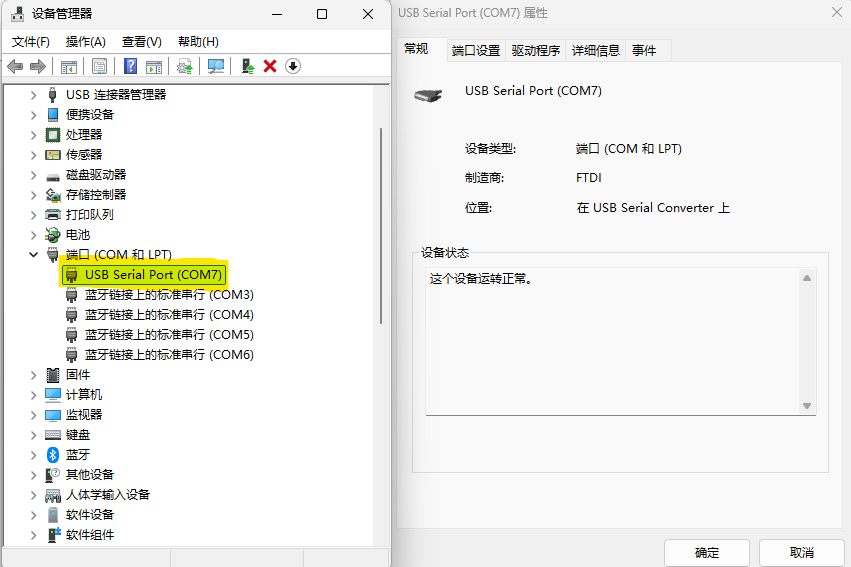 设备管理器
文件(F) 操作(A) 查看(V) 帮助(H)
USB 连接器管理器
便携设备
处理器
传感器
磁盘驱动器
存储控制器
打印队列
电池
端口 (COM 和 LPT)
USB Serial Port (COM7)
蓝牙链接上的标准串行 (COM3)
蓝牙链接上的标准串行 (COM4)
蓝牙链接上的标准串行 (COM5)
蓝牙链接上的标准串行 (COM6)
固件
计算机
监视器
键盘
蓝牙
其他设备
人体学输入设备
软件设备
软件组件
USB Serial Port (COM7) 属性
常规 端口设置 驱动程序 详细信息 事件
USB Serial Port (COM7)
设备类型: 端口 (COM 和 LPT)
制造商: FTDI
位置: 在 USB Serial Converter 上
设备状态
这个设备运转正常。
确定 取消